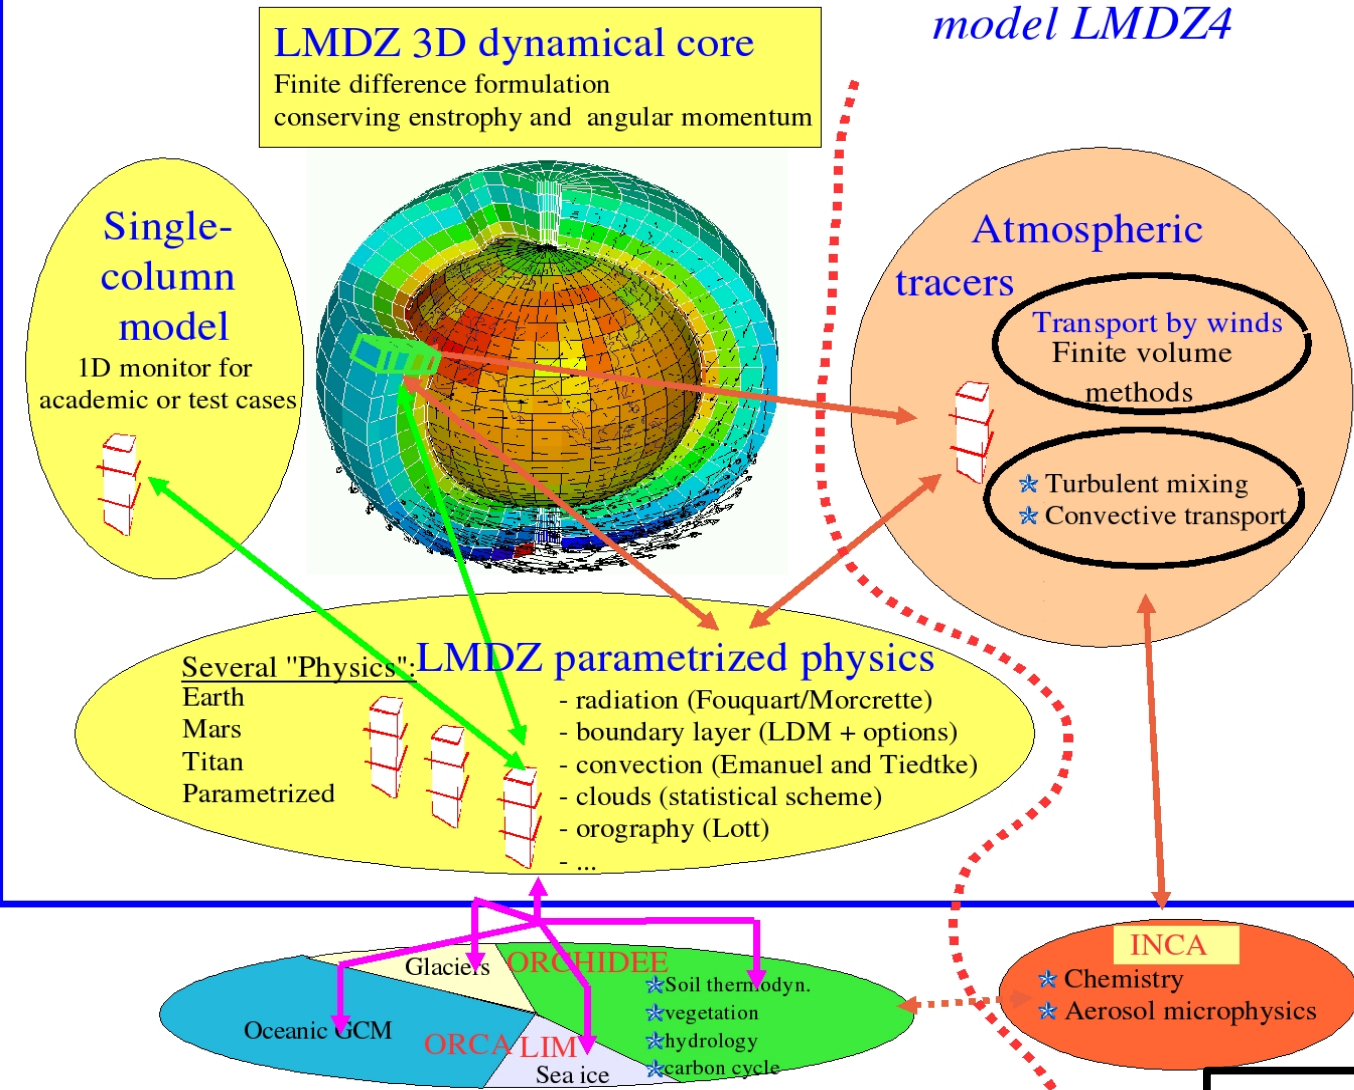 model LMDZ4
LMDZ 3D dynamical core
Finite difference formulation
conserving enstrophy and angular momentum
Single-
column
model
1D monitor for
academic or test cases
Atmospheric
tracers
Transport by winds
Finite volume
methods
Turbulent mixing
Convective transport
LMDZ parametrized physics
Several "Physics":
Earth
Mars
Titan
Parametrized
- radiation (Fouquart/Morcrette)
- boundary layer (LDM + options)
- convection (Emanuel and Tiedtke)
- clouds (statistical scheme)
- orography (Lott)
- ...
Glaciers
ORCHIDEE
Soil thermodyn.
vegetation
hydrology
carbon cycle
Oceanic GCM
ORCA
LIM
Sea ice
INCA
Chemistry
Aerosol microphysics